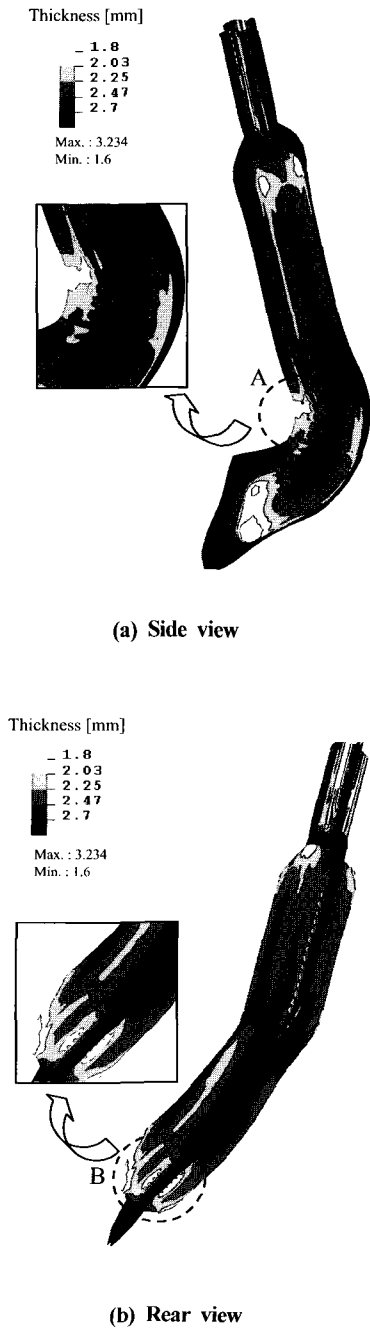 Thickness [mm]
1.8
2.03
2.25
2.47
2.7
Max. : 3.234
Min. : 1.6
A
(a) Side view
Thickness [mm]
1.8
2.03
2.25
2.47
2.7
Max. : 3.234
Min. : 1.6
B
(b) Rear view